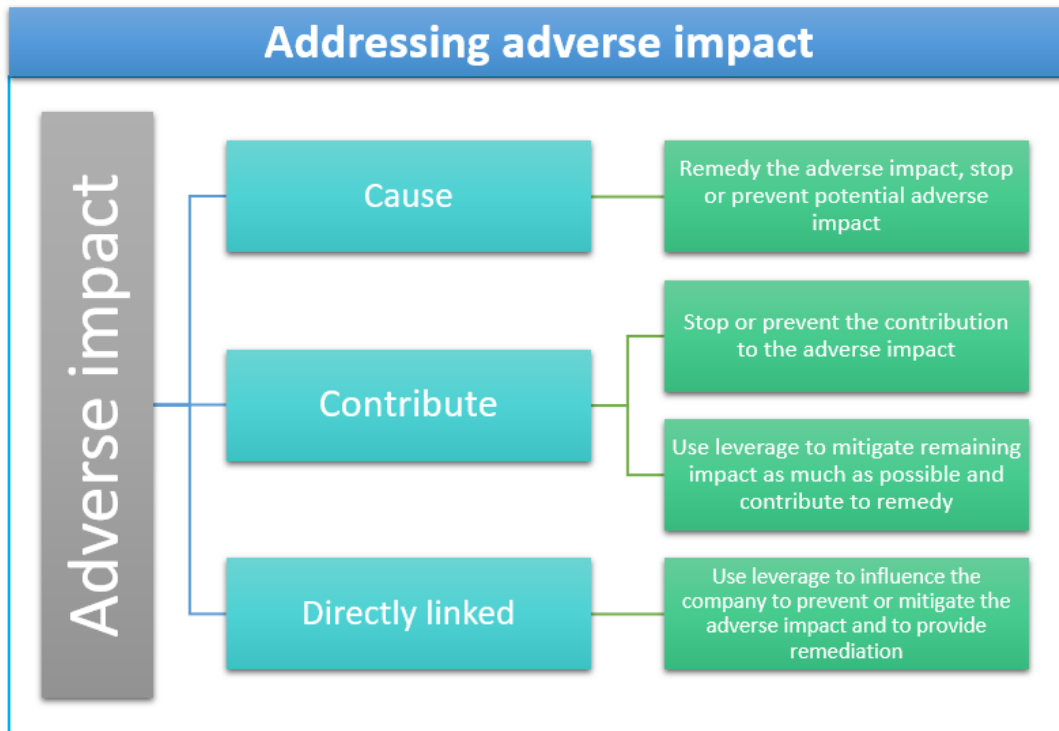 Addressing adverse impact
Adverse impact
Cause
Remedy the adverse impact, stop
or prevent potential adverse
impact
Contribute
Stop or prevent the contribution
to the adverse impact
Use leverage to mitigate remaining
impact as much as possible and
contribute to remedy
Directly linked
Use leverage to influence the
company to prevent or mitigate the
adverse impact and to provide
remediation